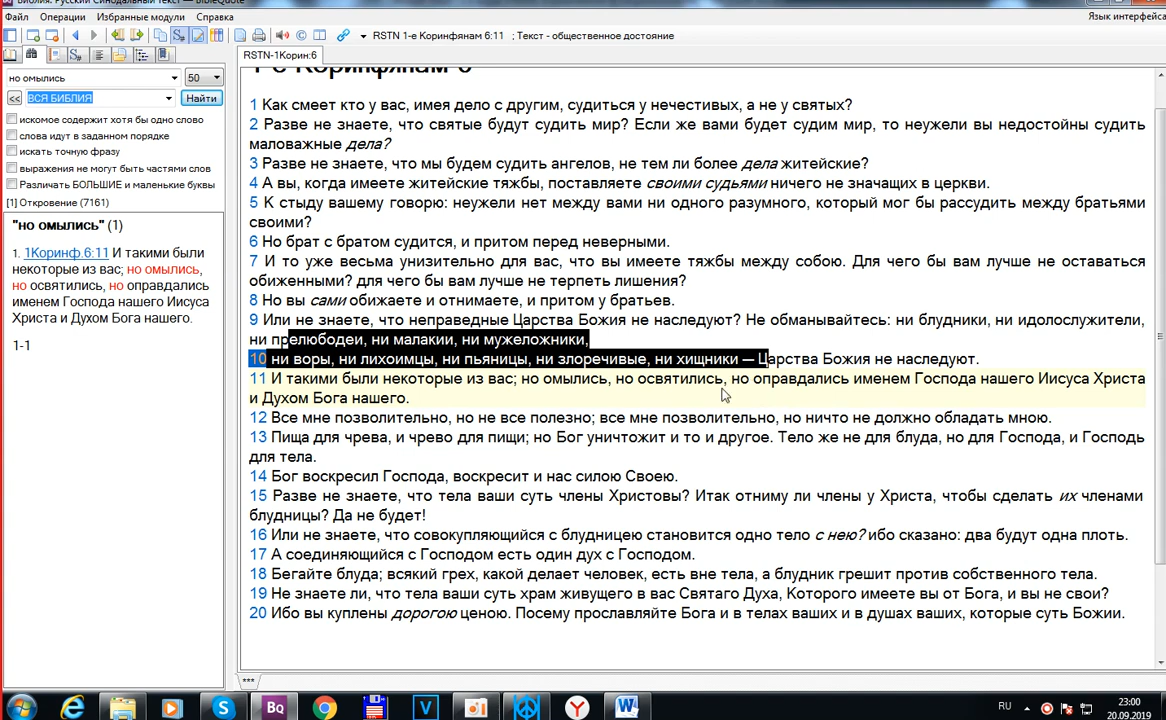 Библия. Русский Синодальный текст — BibleQuote
Файл Операции Избранные модули Справка
Язык интерфейса
RSTN 1-е Коринфянам 6:11 ; Текст - общественное достояние
RSTN-1Корин:6
но омылись 50
<< ВСЯ БИБЛИЯ Найти
искомое содержит хотя бы одно слово
слова идут в заданном порядке
искать точную фразу
выражения не могут быть частями слов
Различать БОЛЬШИЕ и маленькие буквы
[1] Откровение (7161)
"но омылись" (1)
1. 1Коринф.6:11 И такими были
некоторые из вас; но омылись,
но освятились, но оправдались
именем Господа нашего Иисуса
Христа и Духом Бога нашего.
1-1
1-е Коринфянам 6
1 Как смеет кто у вас, имея дело с другим, судиться у нечестивых, а не у святых?
2 Разве не знаете, что святые будут судить мир? Если же вами будет судим мир, то неужели вы недостойны судить
маловажные дела?
3 Разве не знаете, что мы будем судить ангелов, не тем ли более дела житейские?
4 А вы, когда имеете житейские тяжбы, поставляете своими судьями ничего не значащих в церкви.
5 К стыду вашему говорю: неужели нет между вами ни одного разумного, который мог бы рассудить между братьями
своими?
6 Но брат с братом судится, и притом перед неверными.
7 И то уже весьма унизительно для вас, что вы имеете тяжбы между собою. Для чего бы вам лучше не оставаться
обиженными? для чего бы вам лучше не терпеть лишения?
8 Но вы сами обижаете и отнимаете, и притом у братьев.
9 Или не знаете, что неправедные Царства Божия не наследуют? Не обманывайтесь: ни блудники, ни идолослужители,
ни прелюбодеи, ни малакии, ни мужеложники,
10 ни воры, ни лихоимцы, ни пьяницы, ни злоречивые, ни хищники — Царства Божия не наследуют.
11 И такими были некоторые из вас; но омылись, но освятились, но оправдались именем Господа нашего Иисуса Христа
и Духом Бога нашего.
12 Все мне позволительно, но не все полезно; все мне позволительно, но ничто не должно обладать мною.
13 Пища для чрева, и чрево для пищи; но Бог уничтожит и то и другое. Тело же не для блуда, но для Господа, и Господь
для тела.
14 Бог воскресил Господа, воскресит и нас силою Своею.
15 Разве не знаете, что тела ваши суть члены Христовы? Итак отниму ли члены у Христа, чтобы сделать их членами
блудницы? Да не будет!
16 Или не знаете, что совокупляющийся с блудницею становится одно тело с нею? ибо сказано: два будут одна плоть.
17 А соединяющийся с Господом есть один дух с Господом.
18 Бегайте блуда; всякий грех, какой делает человек, есть вне тела, а блудник грешит против собственного тела.
19 Не знаете ли, что тела ваши суть храм живущего в вас Святаго Духа, Которого имеете вы от Бога, и вы не свои?
20 Ибо вы куплены дорогою ценою. Посему прославляйте Бога и в телах ваших и в душах ваших, которые суть Божии.
***
RU
23:00
20.09.2019